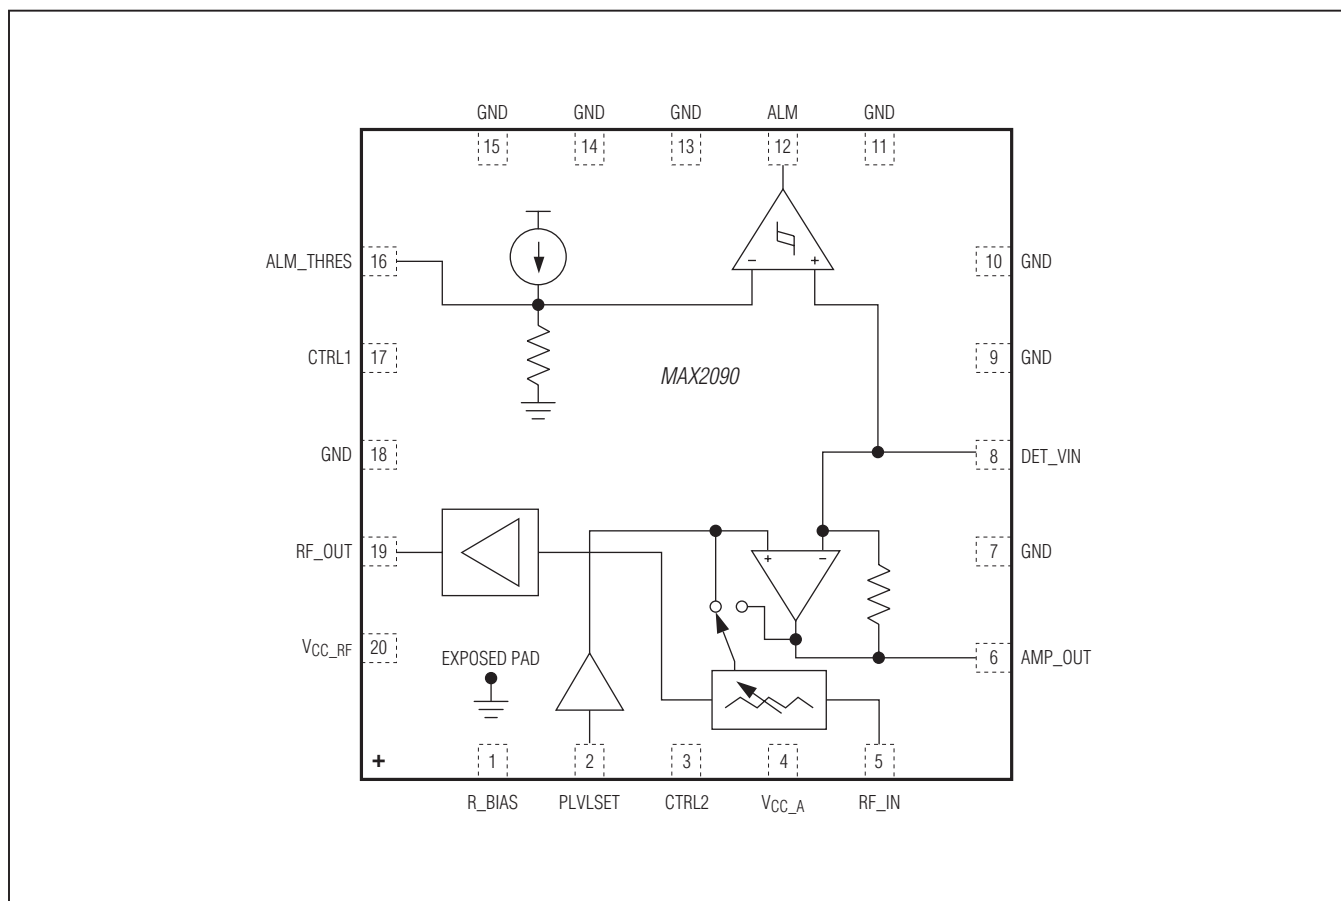 GND GND GND ALM GND
15 14 13 12 11
ALM_THRES 16
10 GND
- +
CTRL1 17
9 GND
MAX2090
GND 18
8 DET_VIN
RF_OUT 19
7 GND
+ -
VCC_RF 20
EXPOSED PAD
6 AMP_OUT
+ 1 2 3 4 5
R_BIAS PLVLSET CTRL2 VCC_A RF_IN